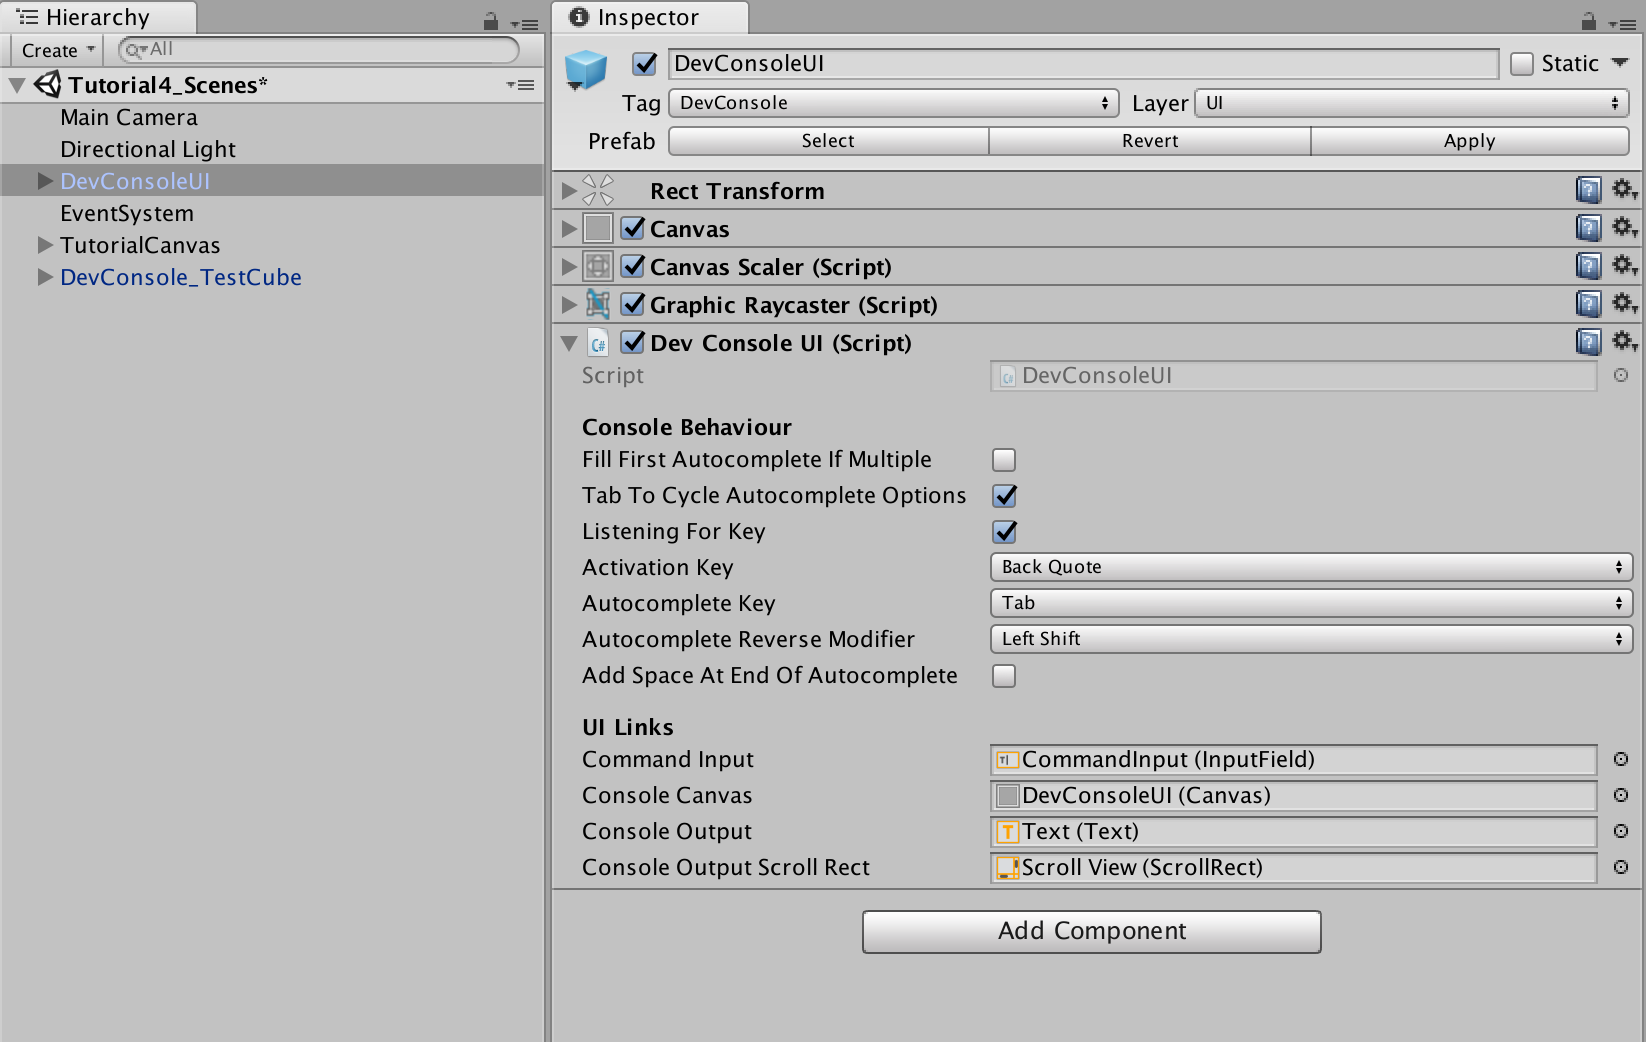 Hierarchy
Create All
Tutorial4_Scenes*
Main Camera
Directional Light
DevConsoleUI
EventSystem
TutorialCanvas
DevConsole_TestCube
Inspector
DevConsoleUI Static
Tag DevConsole Layer UI
Prefab Select Revert Apply
Rect Transform
Canvas
Canvas Scaler (Script)
Graphic Raycaster (Script)
C# Dev Console UI (Script)
Script DevConsoleUI
Console Behaviour
Fill First Autocomplete If Multiple
Tab To Cycle Autocomplete Options
Listening For Key
Activation Key Back Quote
Autocomplete Key Tab
Autocomplete Reverse Modifier Left Shift
Add Space At End Of Autocomplete
UI Links
Command Input CommandInput (InputField)
Console Canvas DevConsoleUI (Canvas)
Console Output Text (Text)
Console Output Scroll Rect Scroll View (ScrollRect)
Add Component